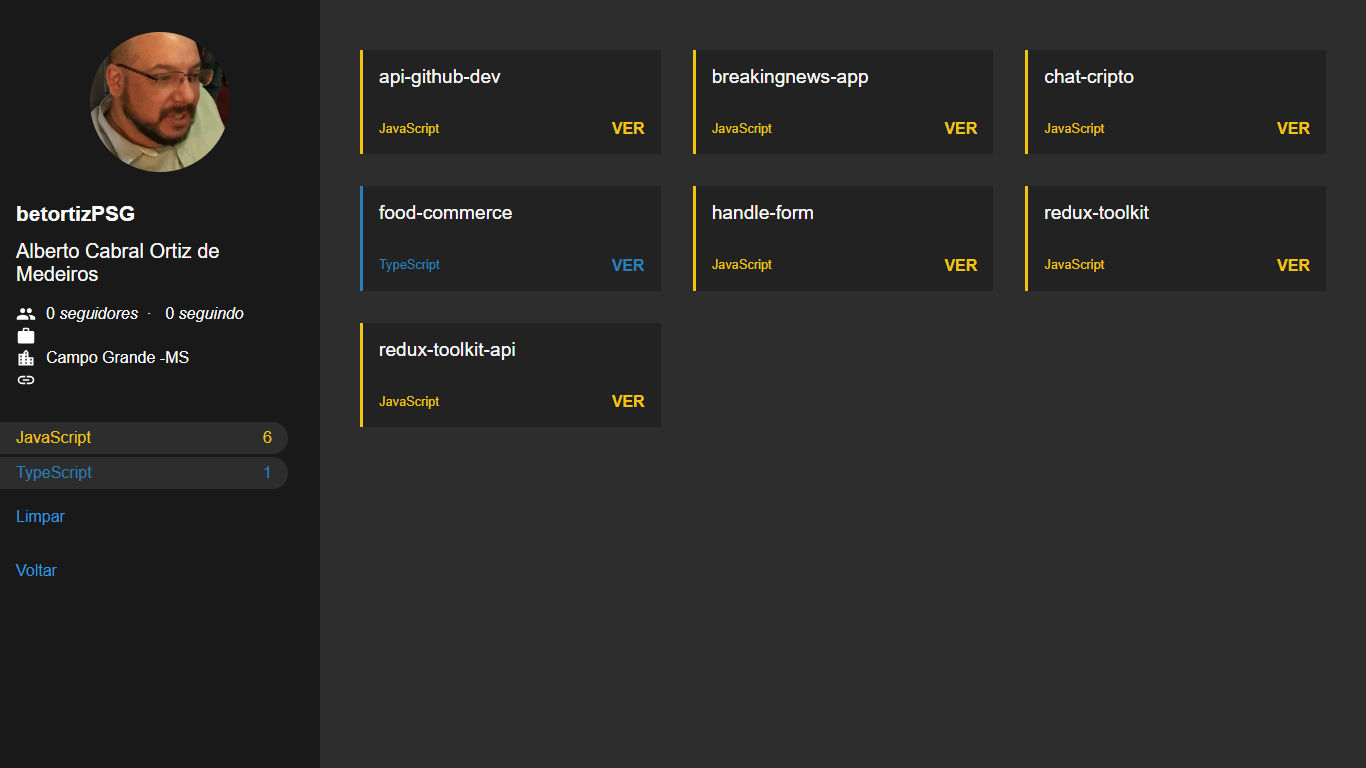 betortizPSG
Alberto Cabral Ortiz de
Medeiros
0 seguidores · 0 seguindo
Campo Grande -MS
JavaScript 6
TypeScript 1
Limpar
Voltar
api-github-dev
JavaScript VER
breakingnews-app
JavaScript VER
chat-cripto
JavaScript VER
food-commerce
TypeScript VER
handle-form
JavaScript VER
redux-toolkit
JavaScript VER
redux-toolkit-api
JavaScript VER